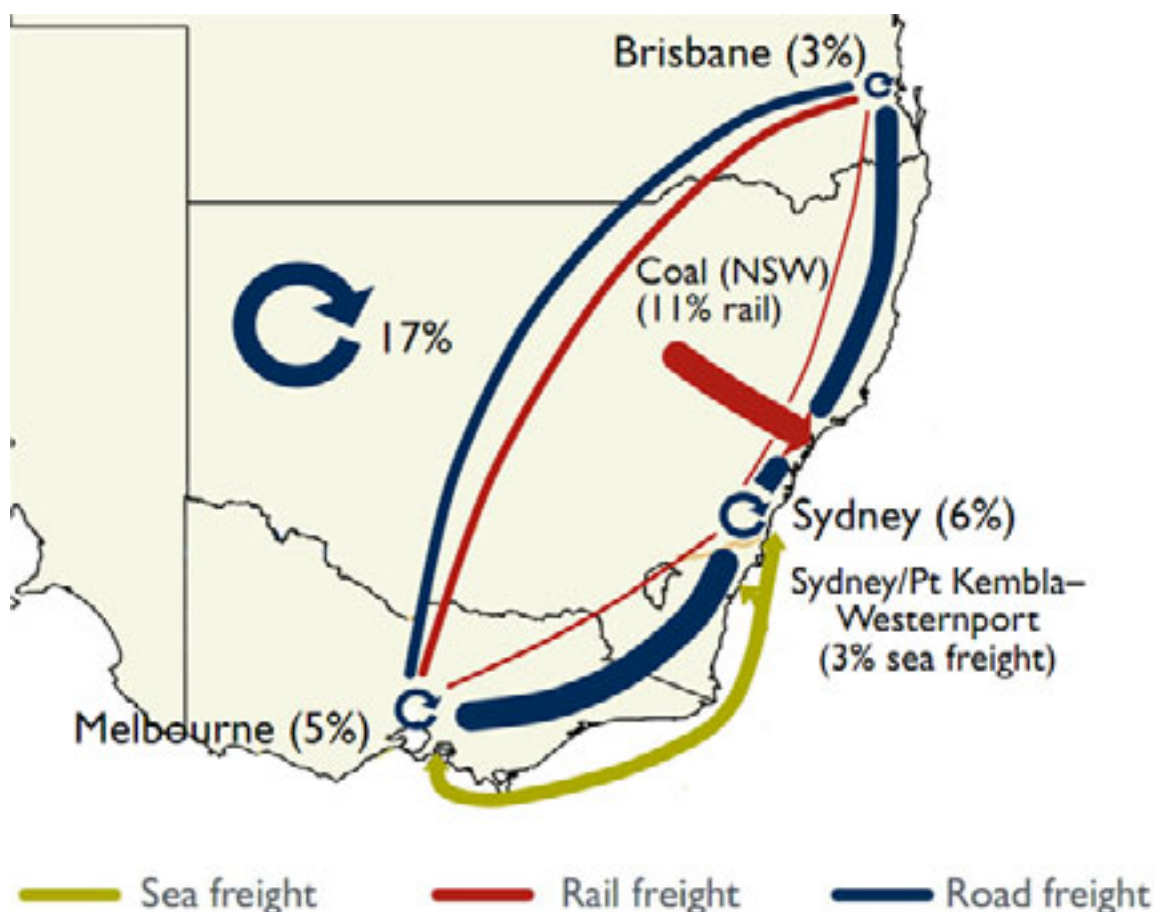 Brisbane (3%)
Coal (NSW)
(11% rail)
17%
Sydney (6%)
Sydney/Pt Kembla–
Westernport
(3% sea freight)
Melbourne (5%)
Sea freight
Rail freight
Road freight